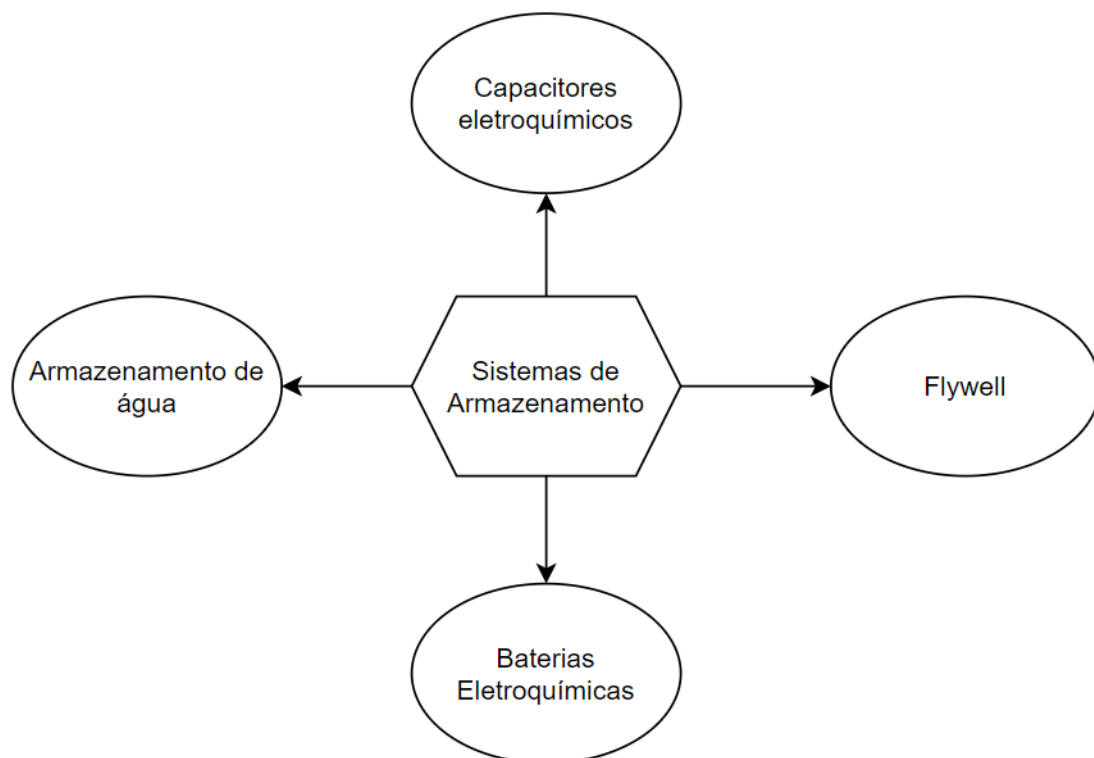 Capacitores
eletroquímicos
Armazenamento de
água
Sistemas de
Armazenamento
Flywell
Baterias
Eletroquímicas